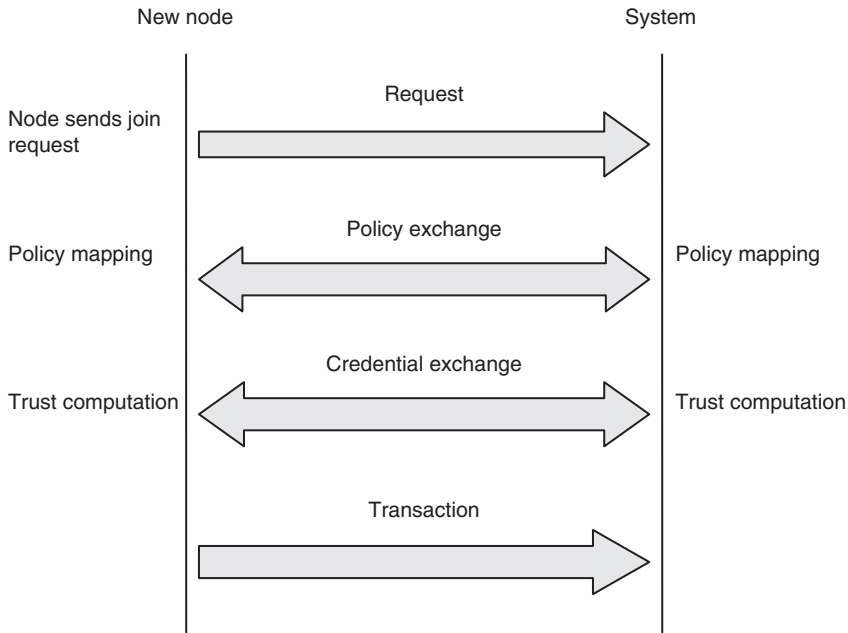 New node
System
Request
Node sends join
request
Policy exchange
Policy mapping
Policy mapping
Credential exchange
Trust computation
Trust computation
Transaction